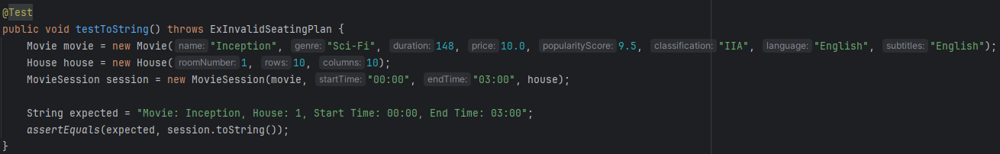 @Test
public void testToString() throws ExInvalidSeatingPlan {
    Movie movie = new Movie( name: "Inception", genre: "Sci-Fi", duration: 148, price: 10.0, popularityScore: 9.5, classification: "IIA", language: "English", subtitles: "English");
    House house = new House( roomNumber: 1, rows: 10, columns: 10);
    MovieSession session = new MovieSession(movie, startTime: "00:00", endTime: "03:00", house);
    String expected = "Movie: Inception, House: 1, Start Time: 00:00, End Time: 03:00";
    assertEquals(expected, session.toString());
}